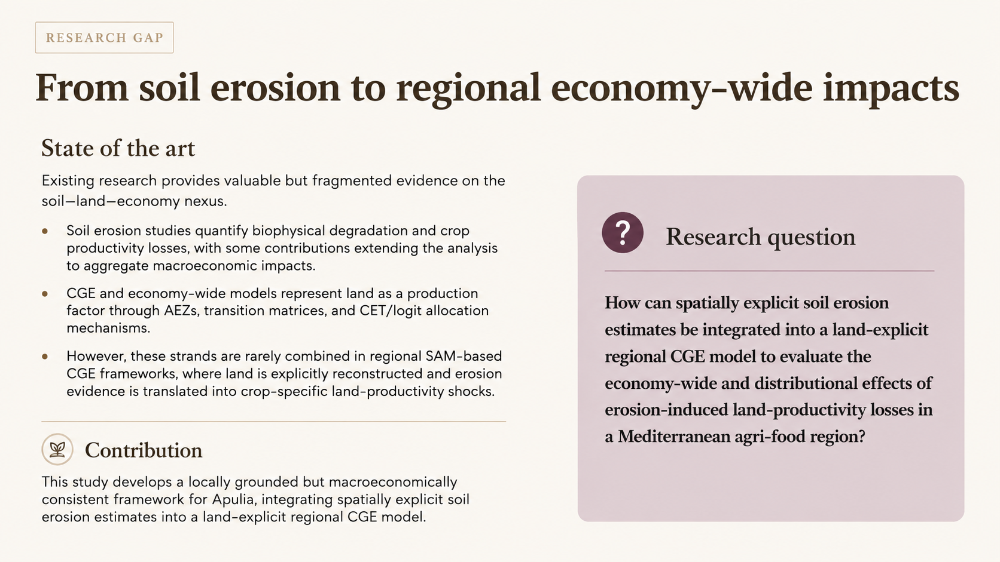 RESEARCH GAP
From soil erosion to regional economy-wide impacts
State of the art
Existing research provides valuable but fragmented evidence on the
soil—land—economy nexus.
• Soil erosion studies quantify biophysical degradation and crop
productivity losses, with some contributions extending the analysis
to aggregate macroeconomic impacts.
• CGE and economy-wide models represent land as a production
factor through AEZs, transition matrices, and CET/logit allocation
mechanisms.
• However, these strands are rarely combined in regional SAM-based
CGE frameworks, where land is explicitly reconstructed and erosion
evidence is translated into crop-specific land-productivity shocks.
Contribution
This study develops a locally grounded but macroeconomically
consistent framework for Apulia, integrating spatially explicit soil
erosion estimates into a land-explicit regional CGE model.
?
Research question
How can spatially explicit soil erosion
estimates be integrated into a land-explicit
regional CGE model to evaluate the
economy-wide and distributional effects of
erosion-induced land-productivity losses in
a Mediterranean agri-food region?